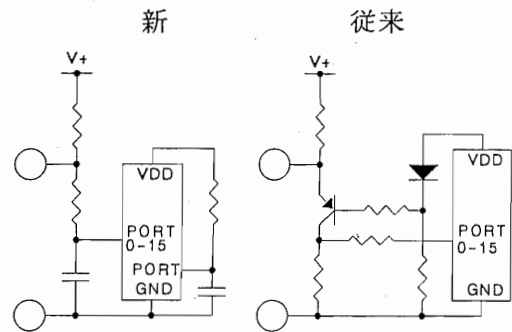 新
従来
V+
V+
VDD
VDD
PORT
0-15
PORT
0-15
PORT
GND
GND